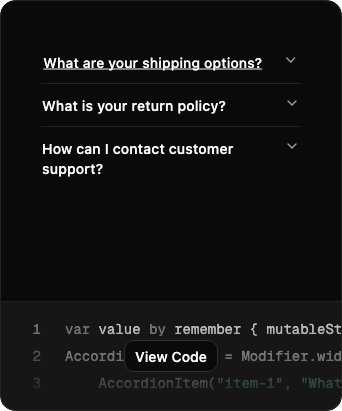 What are your shipping options?
What is your return policy?
How can I contact customer
support?
1 var value by remember { mutableSt
2 Accordi View Code = Modifier.wid
3 AccordionItem("item-1", "What